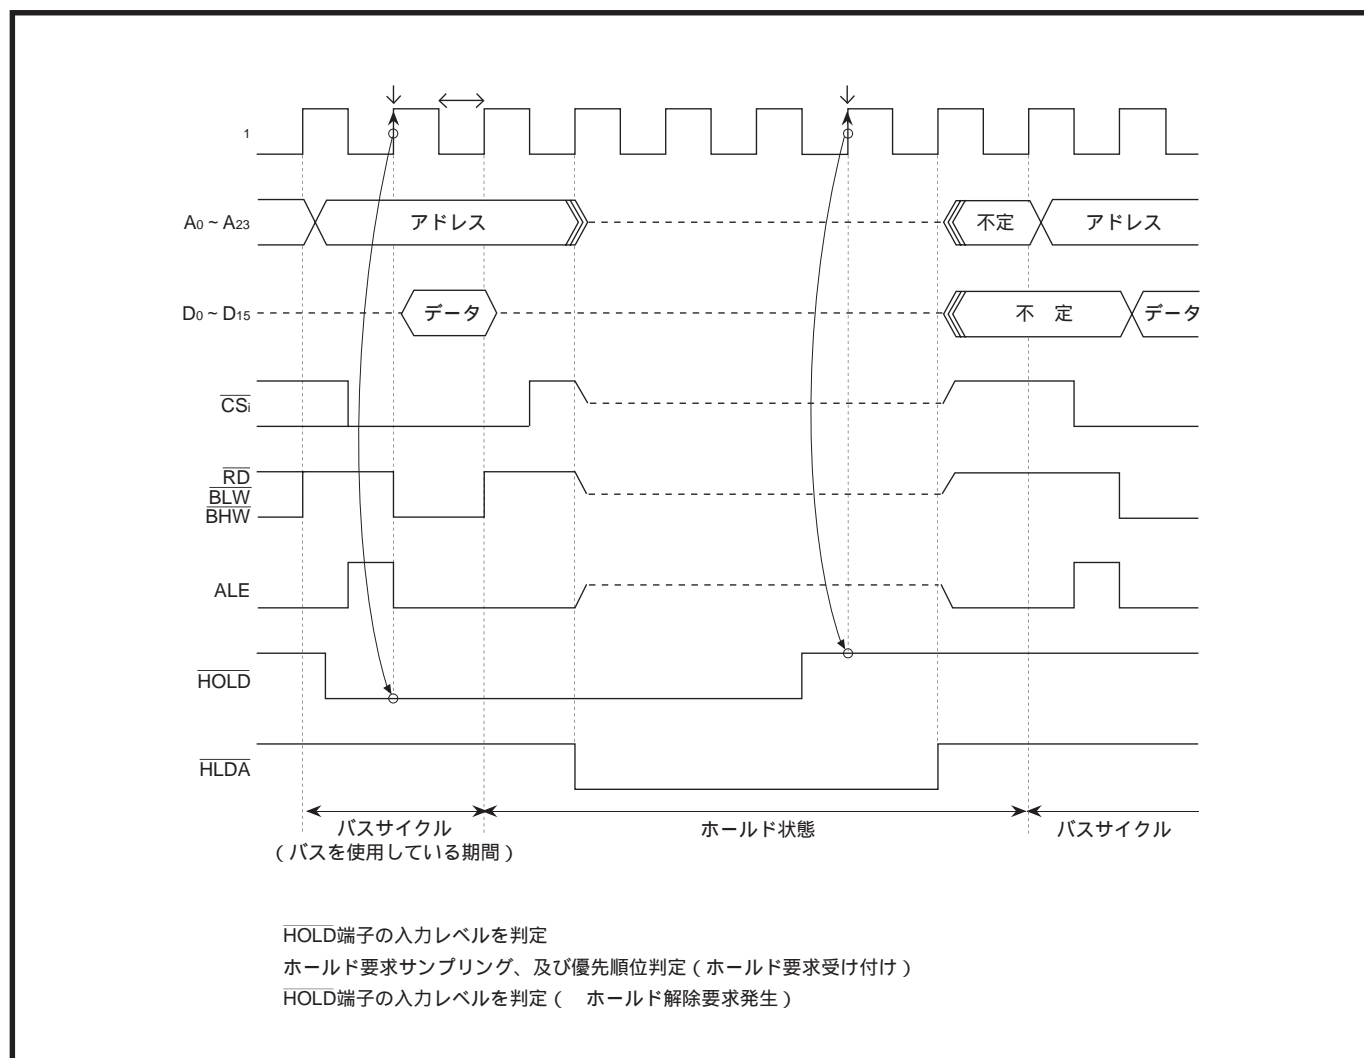 1
A0 ~ A23
アドレス
不定
アドレス
D0 ~ D15
データ
不 定
データ
CSi
RD
BLW
BHW
ALE
HOLD
HLDA
バスサイクル
(バスを使用している期間)
ホールド状態
バスサイクル
HOLD端子の入力レベルを判定
ホールド要求サンプリング、及び優先順位判定(ホールド要求受け付け)
HOLD端子の入力レベルを判定(　ホールド解除要求発生)